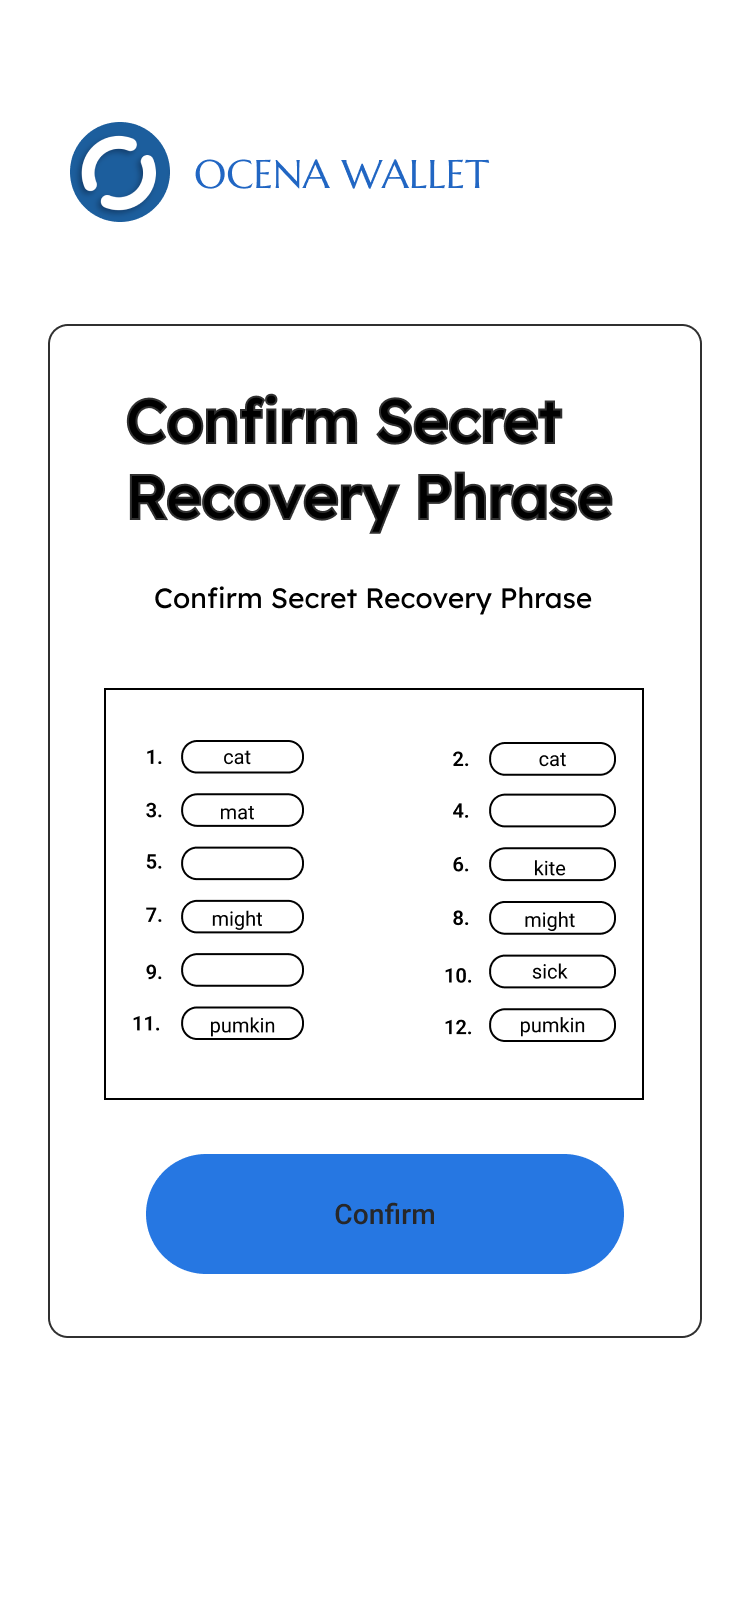 OCENA WALLET
Confirm Secret
Recovery Phrase
Confirm Secret Recovery Phrase
1. cat 2. cat
3. mat 4.
5. 6. kite
7. might 8. might
9. 10. sick
11. pumkin 12. pumkin
Confirm